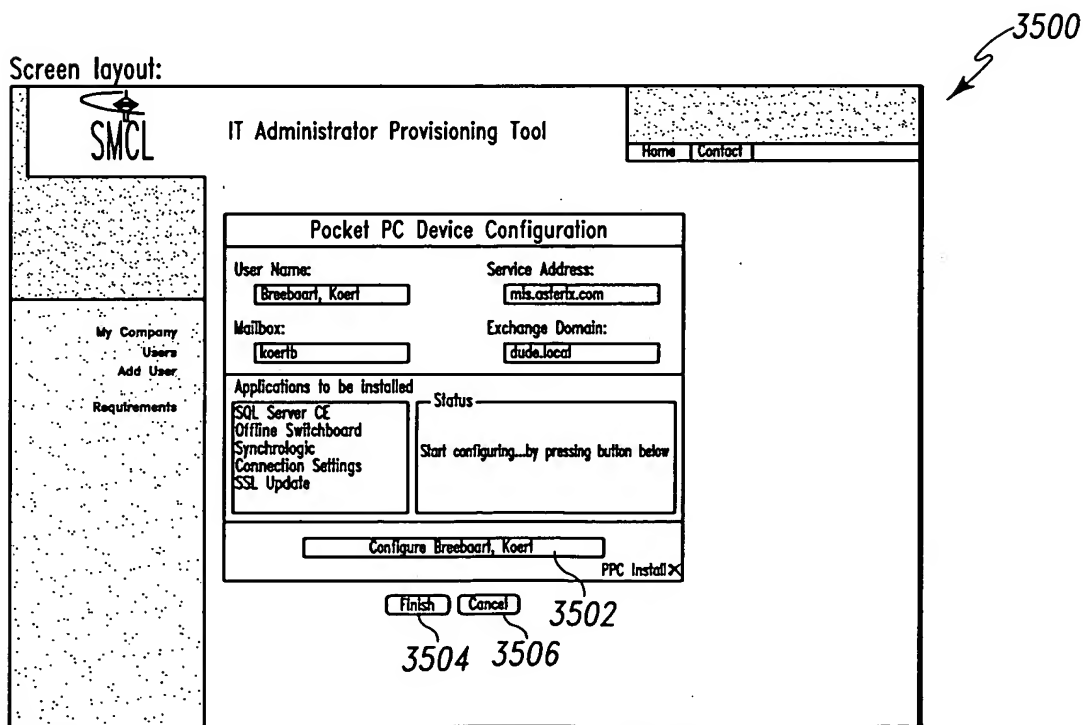 3500
Screen layout:
SMCL
IT Administrator Provisioning Tool
Home Contact
My Company
Users
Add User
Requirements
Pocket PC Device Configuration
User Name:
Breebaart, Koert
Service Address:
mis.asterix.com
Mailbox:
koertb
Exchange Domain:
dude.local
Applications to be installed
SQL Server CE
Offline Switchboard
Synchrologic
Connection Settings
SSL Update
Status
Start configuring...by pressing button below
Configure Breebaart, Koert
PPC Install X
Finish Cancel
3502
3504 3506